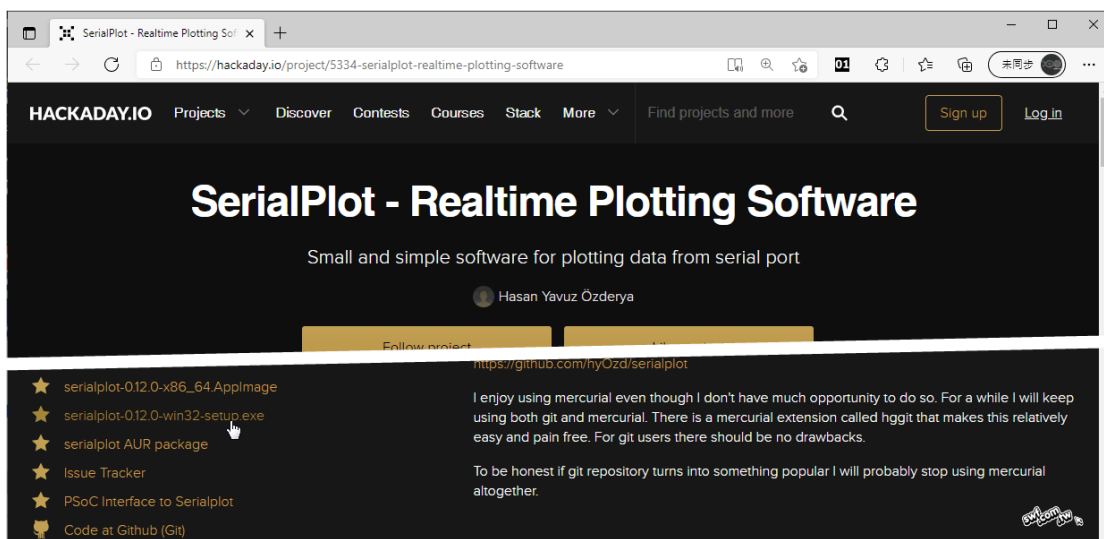 SerialPlot - Realtime Plotting Sof
https://hackaday.io/project/5334-serialplot-realtime-plotting-software
01
未同步
HACKADAY.IO Projects Discover Contests Courses Stack More Find projects and more Sign up Log in
SerialPlot - Realtime Plotting Software
Small and simple software for plotting data from serial port
Hasan Yavuz Özderya
Follow project
serialplot-0.12.0-x86_64.AppImage
serialplot-0.12.0-win32-setup.exe
serialplot AUR package
Issue Tracker
PSoC Interface to Serialplot
Code at Github (Git)
https://github.com/hyOzd/serialplot
I enjoy using mercurial even though I don't have much opportunity to do so. For a while I will keep
using both git and mercurial. There is a mercurial extension called hggit that makes this relatively
easy and pain free. For git users there should be no drawbacks.
To be honest if git repository turns into something popular I will probably stop using mercurial
altogether.
swf.com.tw